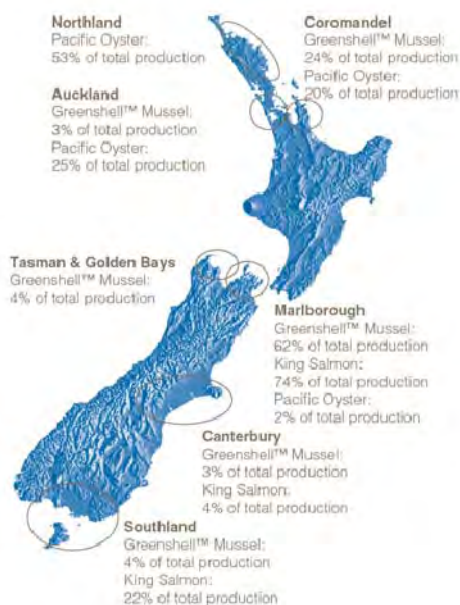 Northland
Pacific Oyster:
53% of total production
Coromandel
Greenshell™ Mussel:
24% of total production
Pacific Oyster:
20% of total production
Auckland
Greenshell™ Mussel:
3% of total production
Pacific Oyster:
25% of total production
Tasman & Golden Bays
Greenshell™ Mussel:
4% of total production
Marlborough
Greenshell™ Mussel:
62% of total production
King Salmon:
74% of total production
Pacific Oyster:
2% of total production
Canterbury
Greenshell™ Mussel:
3% of total production
King Salmon:
4% of total production
Southland
Greenshell™ Mussel:
4% of total production
King Salmon:
22% of total production